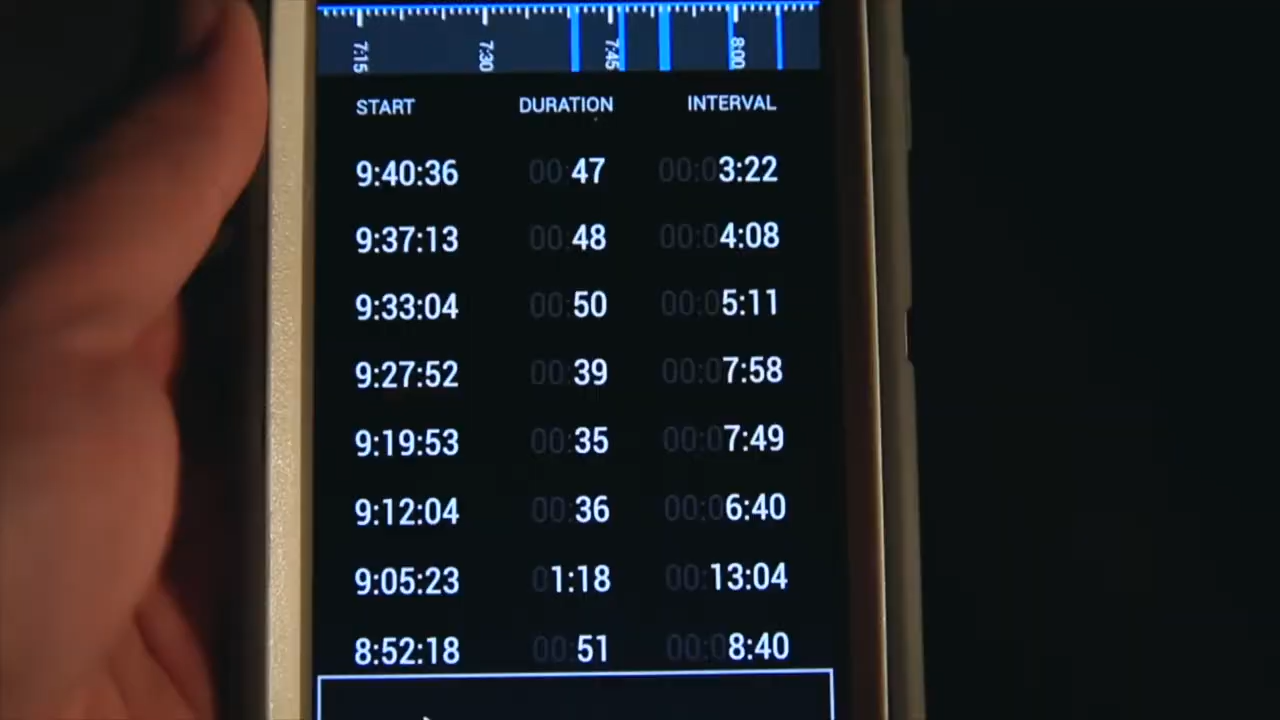 7:15 7:30 7:45 8:00
START DURATION INTERVAL
9:40:36 00:47 00:03:22
9:37:13 00:48 00:04:08
9:33:04 00:50 00:05:11
9:27:52 00:39 00:07:58
9:19:53 00:35 00:07:49
9:12:04 00:36 00:06:40
9:05:23 01:18 00:13:04
8:52:18 00:51 00:08:40